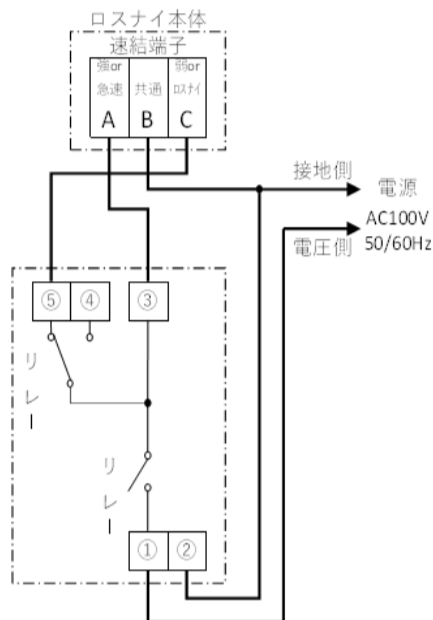 ロスナイ本体
速結端子
強or 弱or
急速 共通 ロスナイ
A B C
接地側
電源
AC100V
電圧側 50/60Hz
⑤ ④ ③
リレー
リレー
① ②